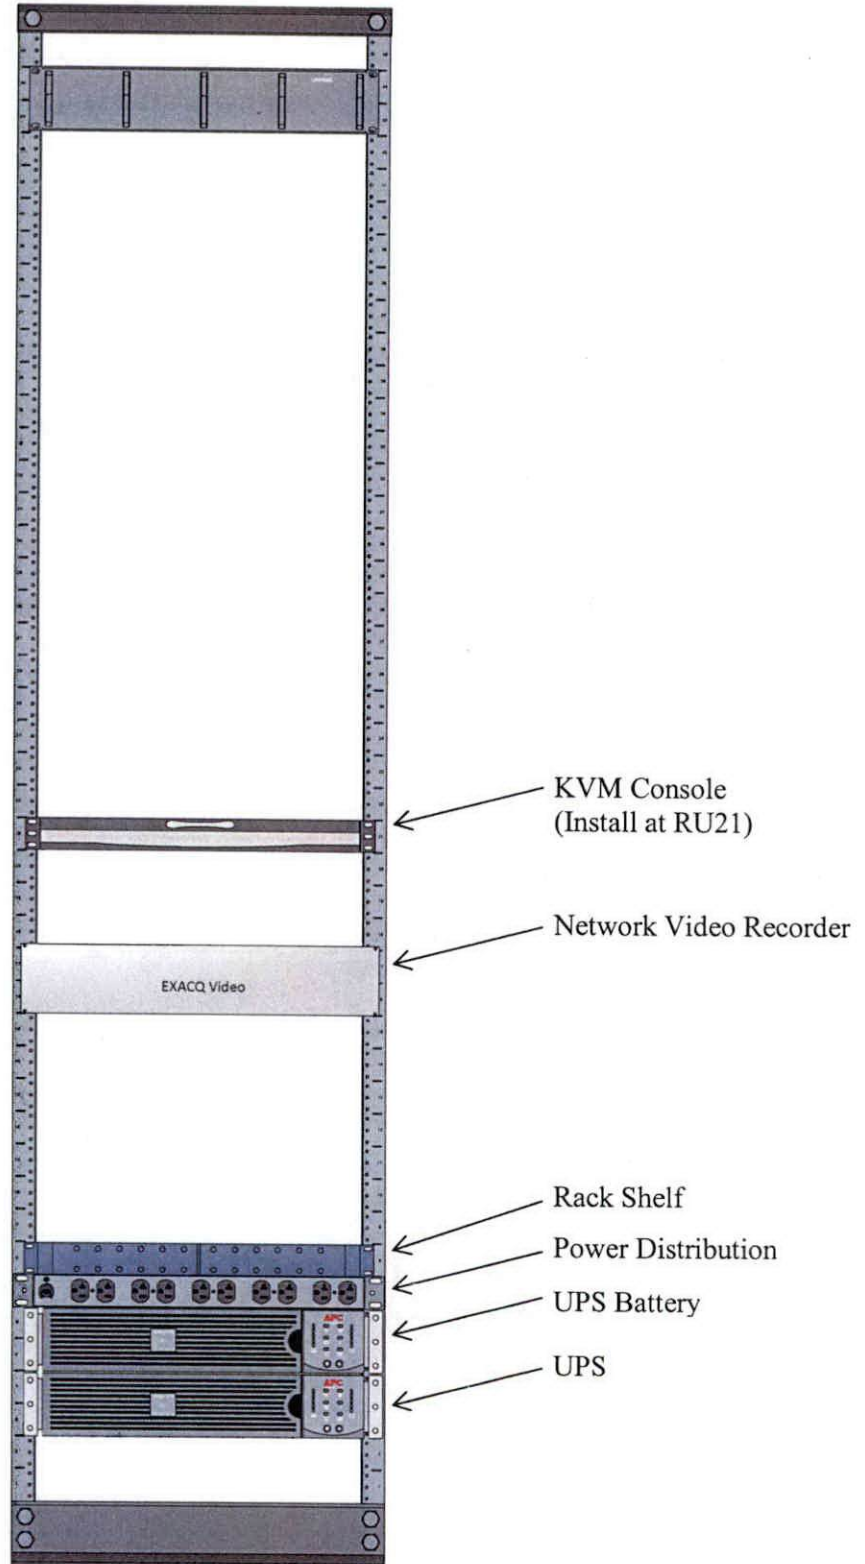 KVM Console
(Install at RU21)
Network Video Recorder
EXACQ Video
Rack Shelf
Power Distribution
UPS Battery
APC
UPS
APC